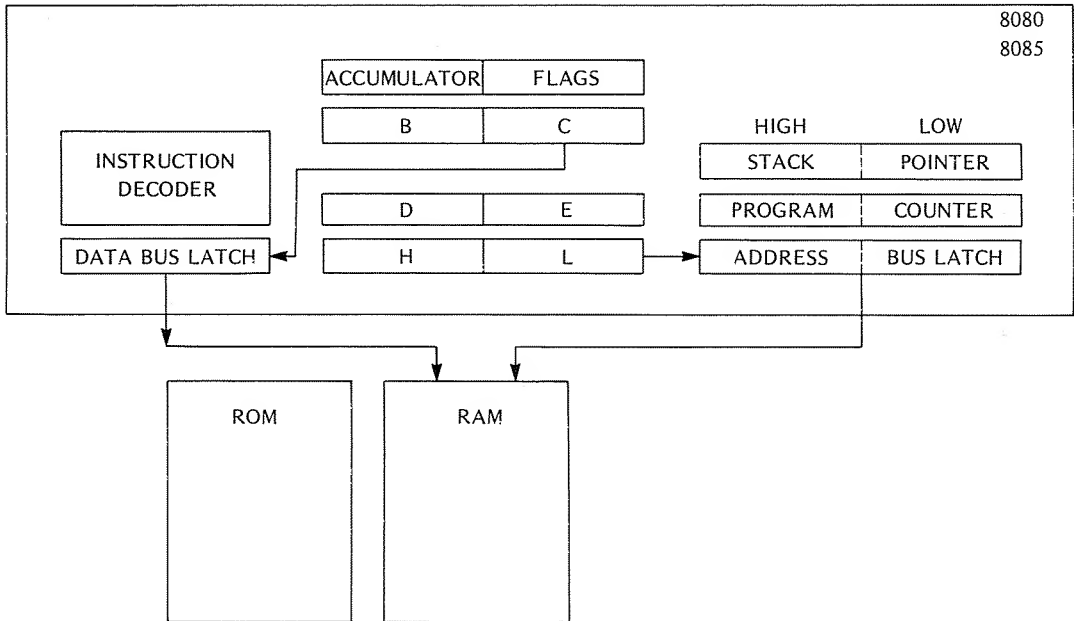 8080
8085
ACCUMULATOR FLAGS
B C
HIGH LOW
INSTRUCTION
DECODER
STACK POINTER
D E
PROGRAM COUNTER
DATA BUS LATCH
H L
ADDRESS BUS LATCH
ROM
RAM